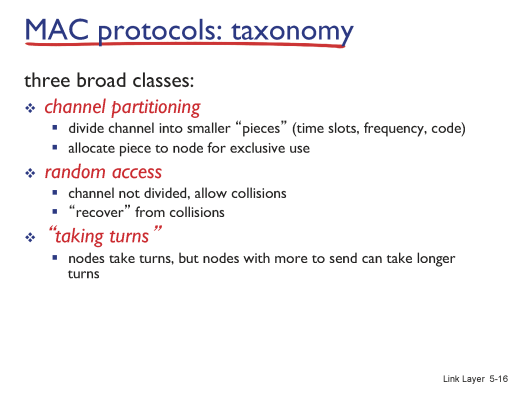 MAC protocols: taxonomy
three broad classes:
❖ channel partitioning
▪ divide channel into smaller “pieces” (time slots, frequency, code)
▪ allocate piece to node for exclusive use
❖ random access
▪ channel not divided, allow collisions
▪ “recover” from collisions
❖ “taking turns”
▪ nodes take turns, but nodes with more to send can take longer
turns
Link Layer 5-16